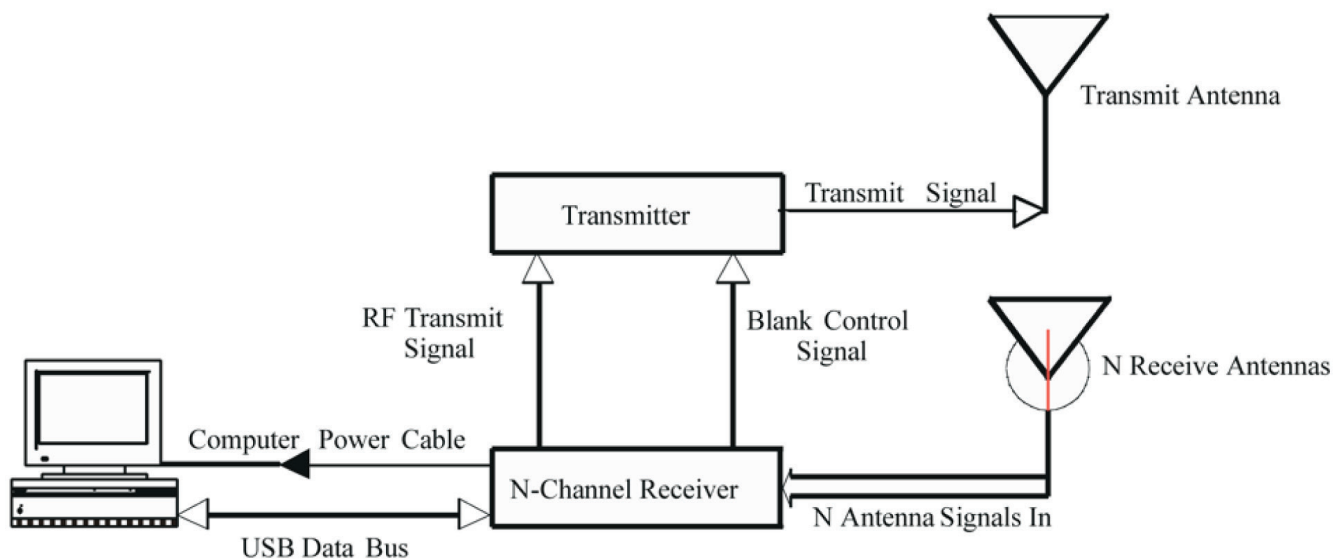 Transmit Antenna
Transmitter
Transmit Signal
RF Transmit
Signal
Blank Control
Signal
N Receive Antennas
Computer Power Cable
N-Channel Receiver
N Antenna Signals In
USB Data Bus